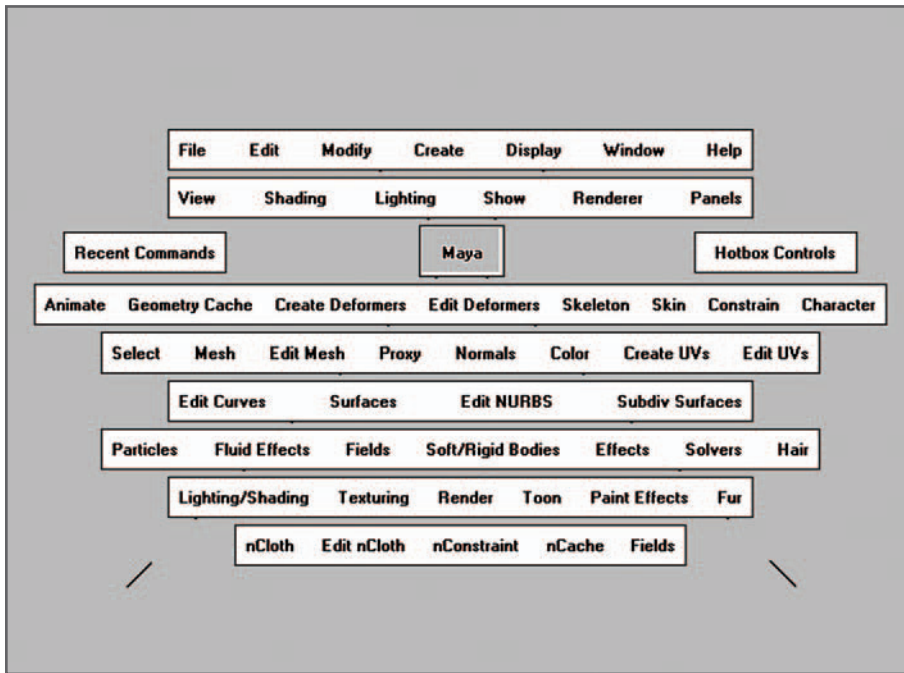 File Edit Modify Create Display Window Help
View Shading Lighting Show Renderer Panels
Recent Commands Maya Hotbox Controls
Animate Geometry Cache Create Deformers Edit Deformers Skeleton Skin Constrain Character
Select Mesh Edit Mesh Proxy Normals Color Create UVs Edit UVs
Edit Curves Surfaces Edit NURBS Subdiv Surfaces
Particles Fluid Effects Fields Soft/Rigid Bodies Effects Solvers Hair
Lighting/Shading Texturing Render Toon Paint Effects Fur
nCloth Edit nCloth nConstraint nCache Fields